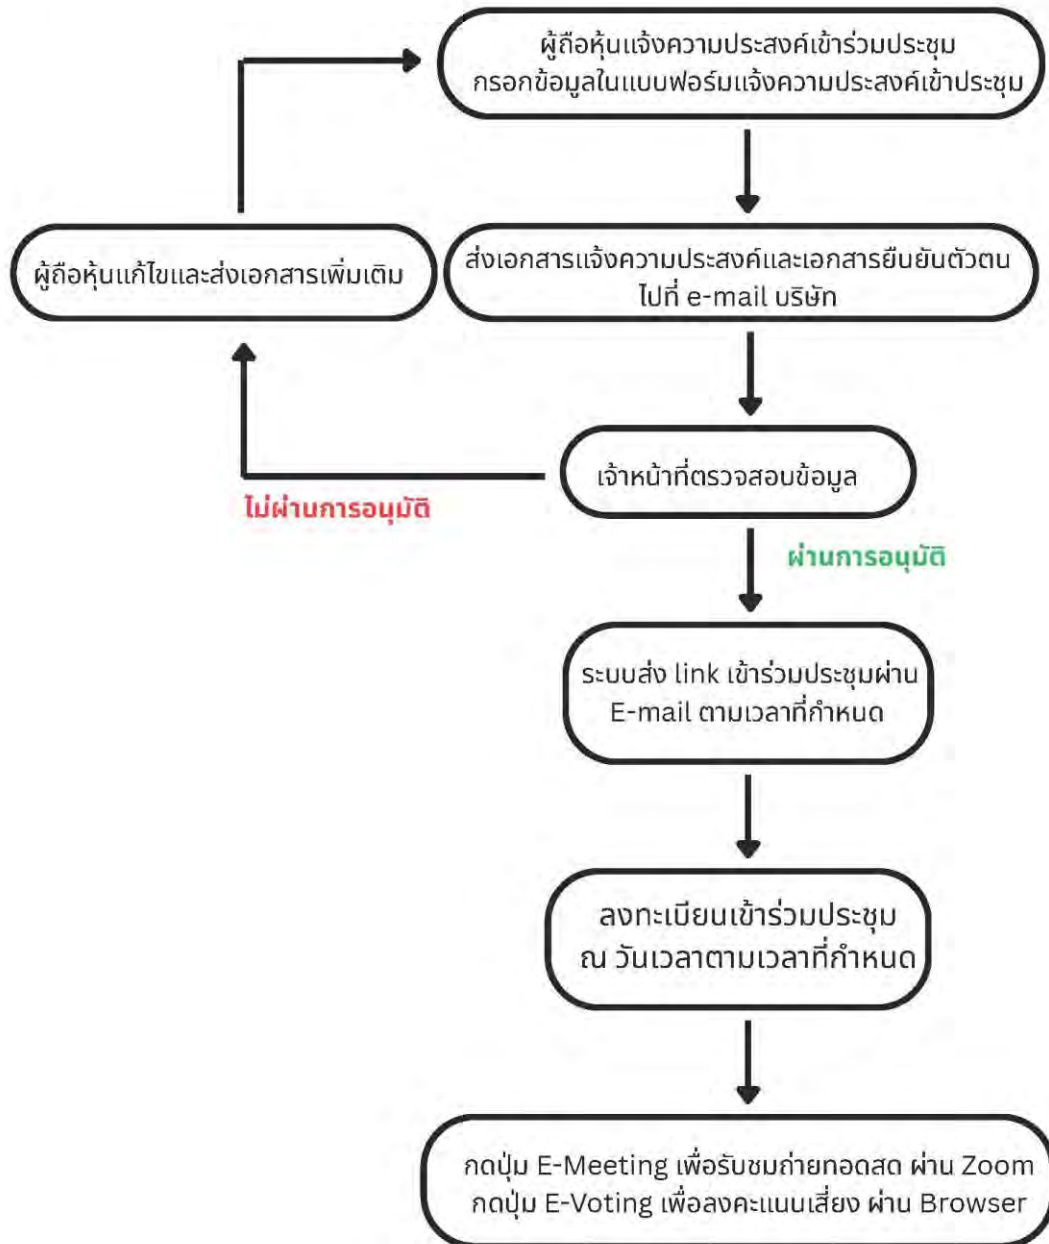 ผู้ถือหุ้นแจ้งความประสงค์เข้าร่วมประชุม
กรอกข้อมูลในแบบฟอร์มแจ้งความประสงค์เข้าประชุม
ผู้ถือหุ้นแก้ไขและส่งเอกสารเพิ่มเติม
ส่งเอกสารแจ้งความประสงค์และเอกสารยืนยันตัวตน
ไปที่ e-mail บริษัท
เจ้าหน้าที่ตรวจสอบข้อมูล
ไม่ผ่านการอนุมัติ
ผ่านการอนุมัติ
ระบบส่ง link เข้าร่วมประชุมผ่าน
E-mail ตามเวลาที่กำหนด
ลงทะเบียนเข้าร่วมประชุม
ณ วันเวลาตามเวลาที่กำหนด
กดปุ่ม E-Meeting เพื่อรับชมถ่ายทอดสด ผ่าน Zoom
กดปุ่ม E-Voting เพื่อลงคะแนนเสี่ยง ผ่าน Browser